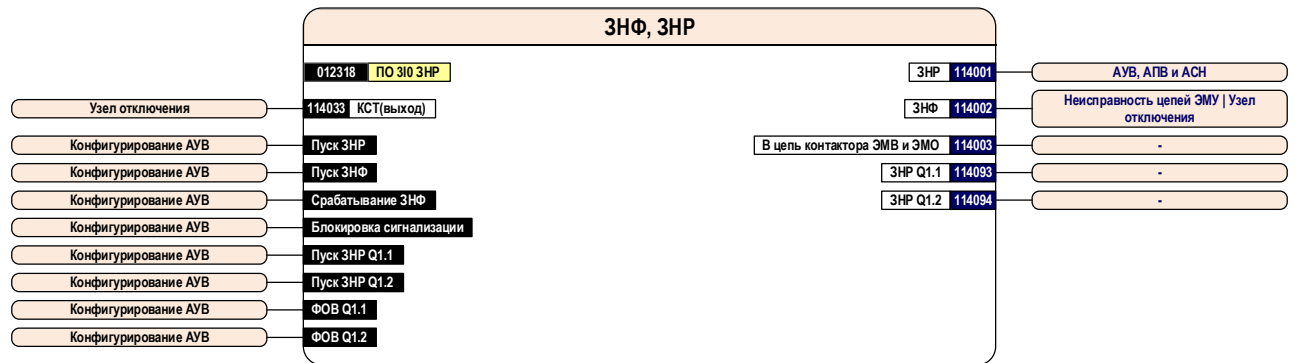 ЗНФ, ЗНР
012318 ПО 3I0 ЗНР
ЗНР 114001
АУВ, АПВ и АСН
Узел отключения
114033 КСТ(выход)
ЗНФ 114002
Неисправность цепей ЭМУ | Узел
отключения
Конфигурирование АУВ
Пуск ЗНР
В цепь контактора ЭМВ и ЭМО 114003
-
Конфигурирование АУВ
Пуск ЗНФ
ЗНР Q1.1 114093
-
Конфигурирование АУВ
Срабатывание ЗНФ
ЗНР Q1.2 114094
-
Конфигурирование АУВ
Блокировка сигнализации
Конфигурирование АУВ
Пуск ЗНР Q1.1
Конфигурирование АУВ
Пуск ЗНР Q1.2
Конфигурирование АУВ
ФОВ Q1.1
Конфигурирование АУВ
ФОВ Q1.2